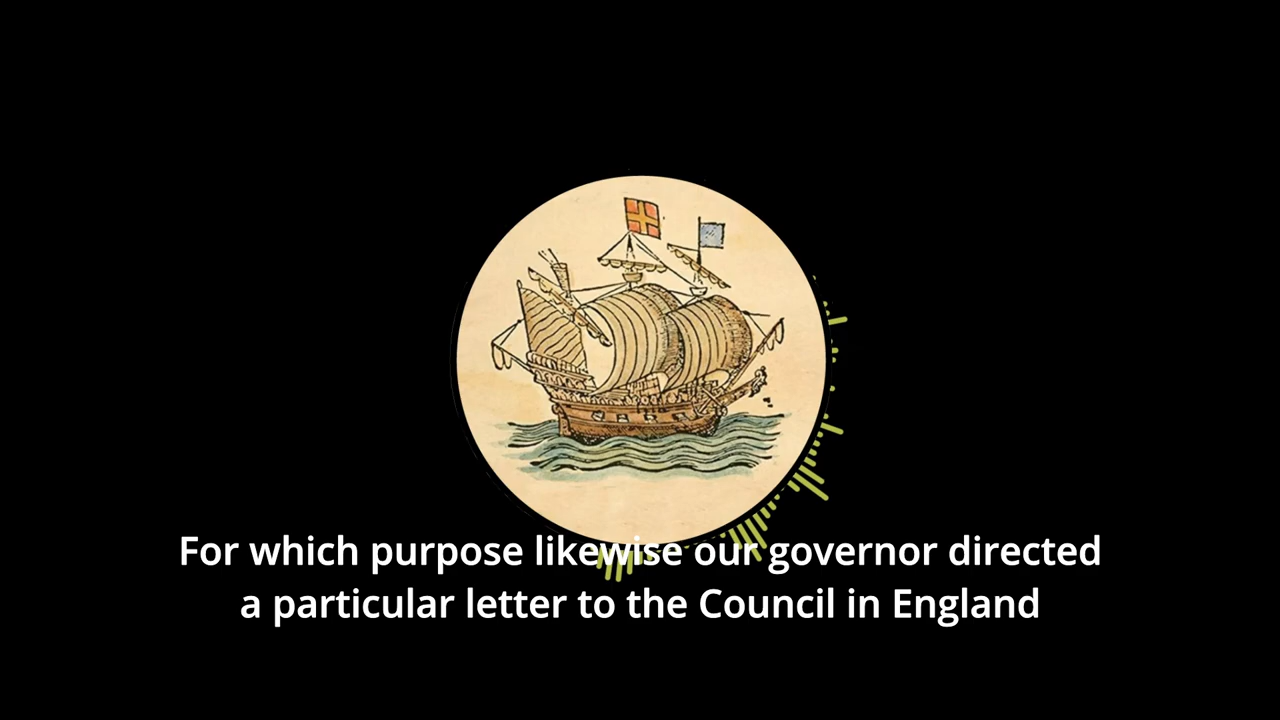 For which purpose likewise our governor directed
a particular letter to the Council in England